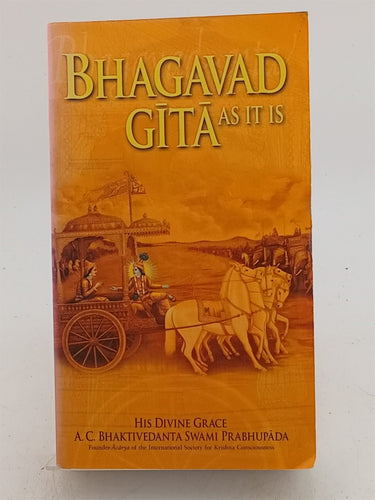 BHAGAVAD
GĪTĀ AS IT IS
HIS DIVINE GRACE
A. C. BHAKTIVEDANTA SWAMI PRABHUPĀDA
Founder-Ācārya of the International Society for Krishna Consciousness